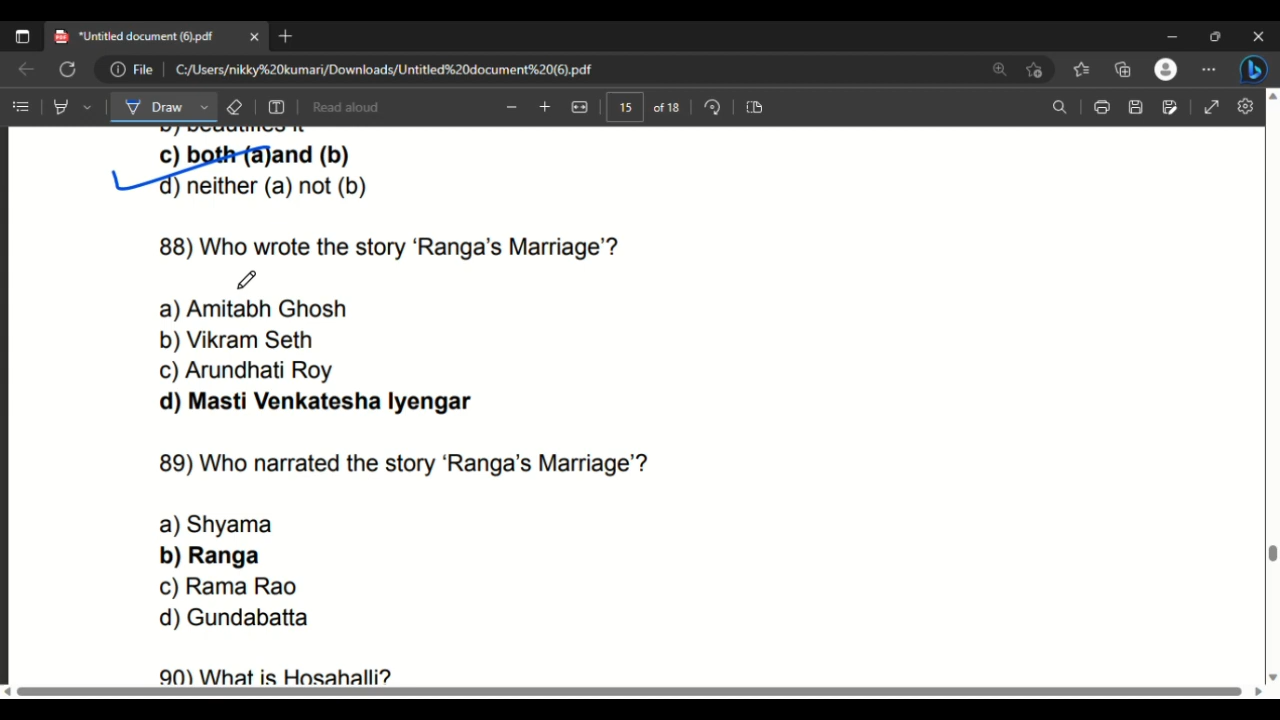 *Untitled document (6).pdf
File
C:/Users/nikky%20kumari/Downloads/Untitled%20document%20(6).pdf
Draw
Read aloud
15 of 18
b) beautifies it
c) both (a)and (b)
d) neither (a) not (b)
88) Who wrote the story ‘Ranga’s Marriage’?
a) Amitabh Ghosh
b) Vikram Seth
c) Arundhati Roy
d) Masti Venkatesha Iyengar
89) Who narrated the story ‘Ranga’s Marriage’?
a) Shyama
b) Ranga
c) Rama Rao
d) Gundabatta
90) What is Hosahalli?